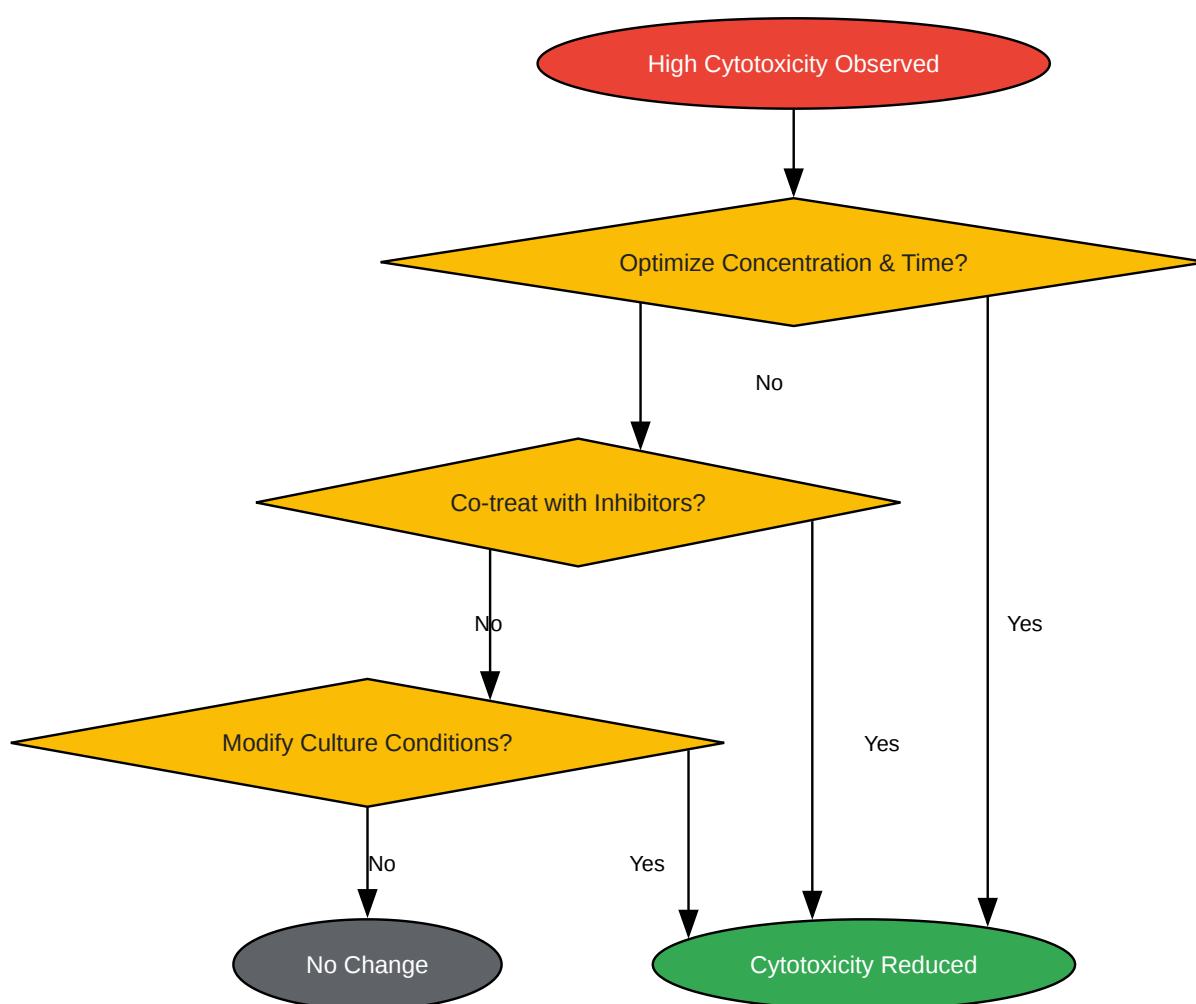 High Cytotoxicity Observed
Optimize Concentration & Time?
No
Co-treat with Inhibitors?
No
Yes
Modify Culture Conditions?
Yes
No
Yes
No Change
Cytotoxicity Reduced